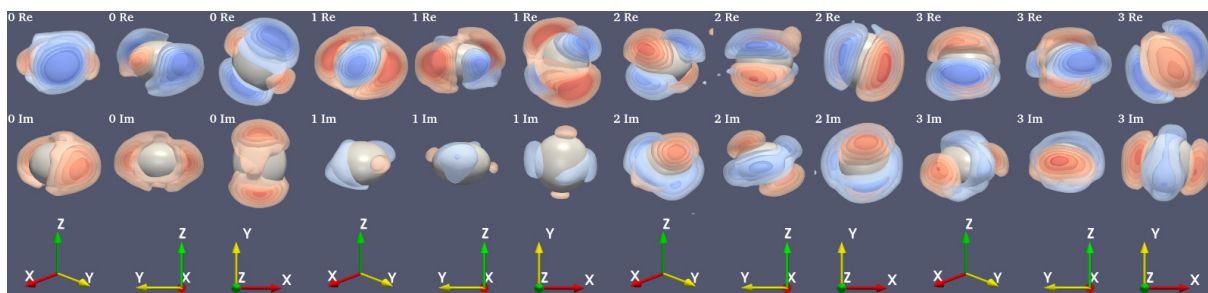 0 Re 0 Re 0 Re 1 Re 1 Re 1 Re 2 Re 2 Re 2 Re 3 Re 3 Re 3 Re
0 Im 0 Im 0 Im 1 Im 1 Im 1 Im 2 Im 2 Im 2 Im 3 Im 3 Im 3 Im
Z Z Y Z Z Y Z Z Y Z Z Y
X Y Y X Z X X Y Y X Z X X Y Y X Z X X Y Y X Z X